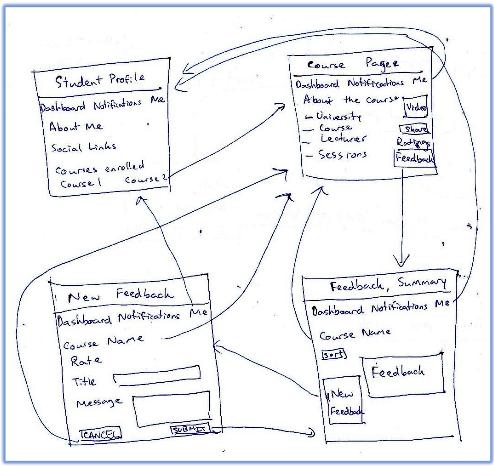 Student Profile
Dashboard Notifications Me
About Me
Social Links
Courses enrolled
Course 1 Course 2
Course Page
Dashboard Notifications Me
About the course
- University
- Course
- Lecturer
- Sessions
Video
Share
Ratings
Feedback
New Feedback
Dashboard Notifications Me
Course Name
Rate
Title
Message
CANCEL SUBMIT
Feedback, Summary
Dashboard Notifications Me
Course Name
Sort
Feedback
New
Feedback